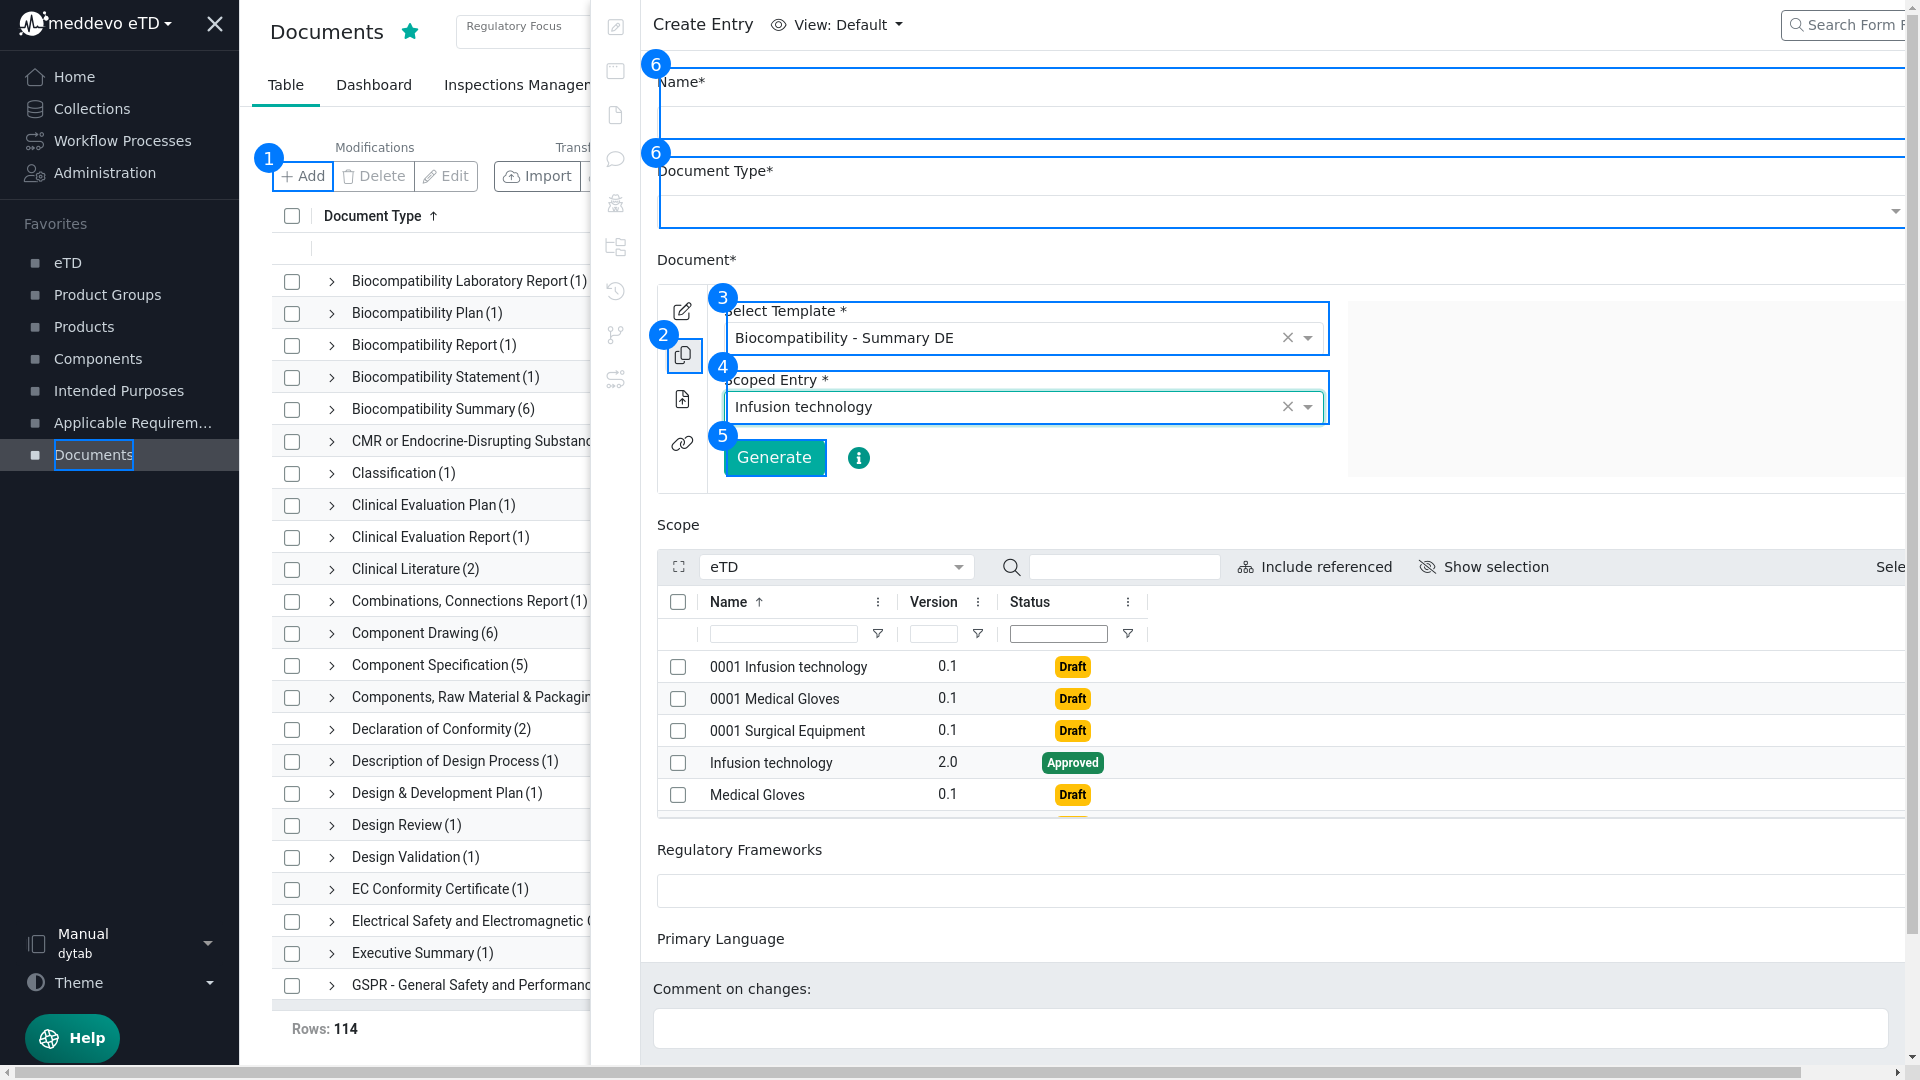 meddevo eTD
Home
Collections
Workflow Processes
Administration
Favorites
eTD
Product Groups
Products
Components
Intended Purposes
Applicable Requirem...
Documents
Manual
dytab
Theme
Help
Documents
Regulatory Focus
Table
Dashboard
Inspections Manager
Modifications
Transf
1
Add
Delete
Edit
Import
Document Type
Biocompatibility Laboratory Report (1)
Biocompatibility Plan (1)
Biocompatibility Report (1)
Biocompatibility Statement (1)
Biocompatibility Summary (6)
CMR or Endocrine-Disrupting Substanc
Classification (1)
Clinical Evaluation Plan (1)
Clinical Evaluation Report (1)
Clinical Literature (2)
Combinations, Connections Report (1)
Component Drawing (6)
Component Specification (5)
Components, Raw Material & Packagin
Declaration of Conformity (2)
Description of Design Process (1)
Design & Development Plan (1)
Design Review (1)
Design Validation (1)
EC Conformity Certificate (1)
Electrical Safety and Electromagnetic C
Executive Summary (1)
GSPR - General Safety and Performanc
Rows: 114
Create Entry
View: Default
Search Form F
6
Name*
6
Document Type*
Document*
2
3
Select Template *
Biocompatibility - Summary DE
4
Scoped Entry *
Infusion technology
5
Generate
Scope
eTD
Include referenced
Show selection
Sele
Name
Version
Status
0001 Infusion technology 0.1 Draft
0001 Medical Gloves 0.1 Draft
0001 Surgical Equipment 0.1 Draft
Infusion technology 2.0 Approved
Medical Gloves 0.1 Draft
Regulatory Frameworks
Primary Language
Comment on changes: